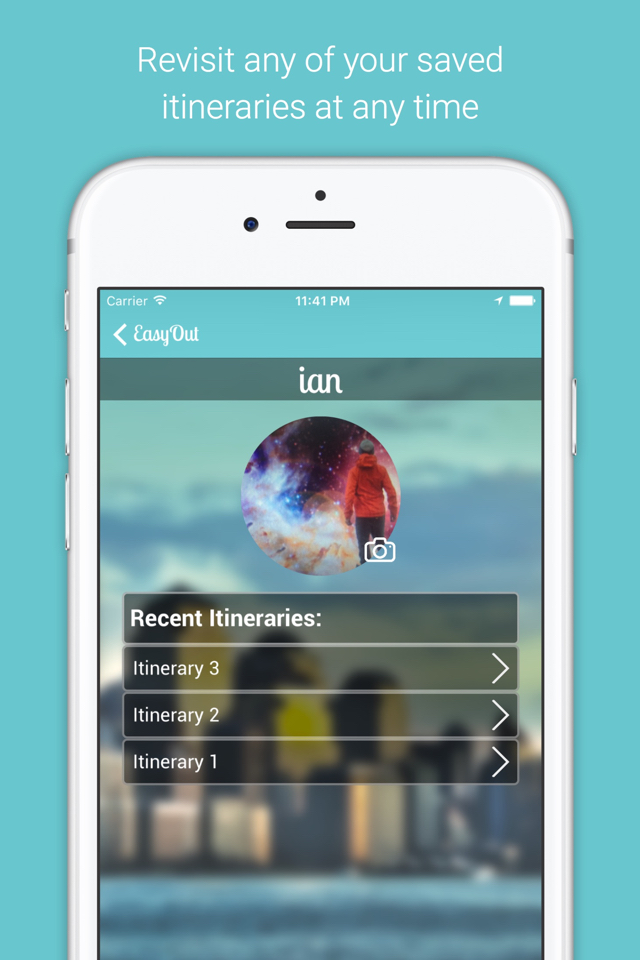 Revisit any of your saved
itineraries at any time
Carrier 11:41 PM
EasyOut
ian
Recent Itineraries:
Itinerary 3
Itinerary 2
Itinerary 1